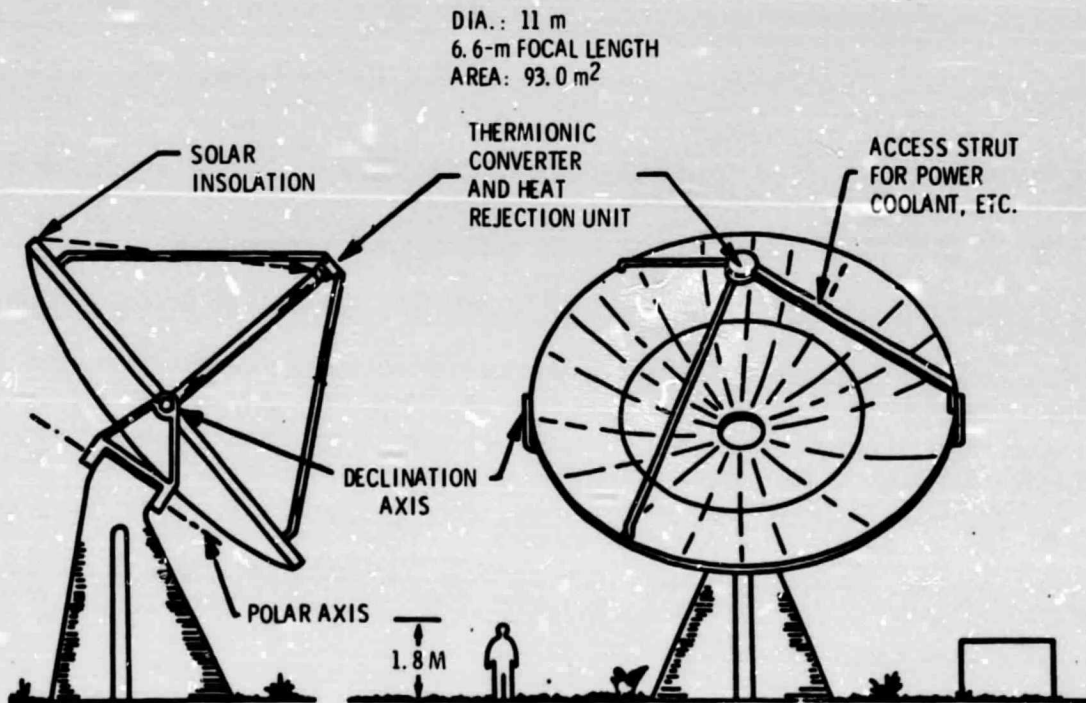 DIA.: 11 m
6.6-m FOCAL LENGTH
AREA: 93.0 m²
SOLAR
INSOLATION
THERMIONIC
CONVERTER
AND HEAT
REJECTION UNIT
ACCESS STRUT
FOR POWER
COOLANT, ETC.
DECLINATION
AXIS
POLAR AXIS
1.8 M